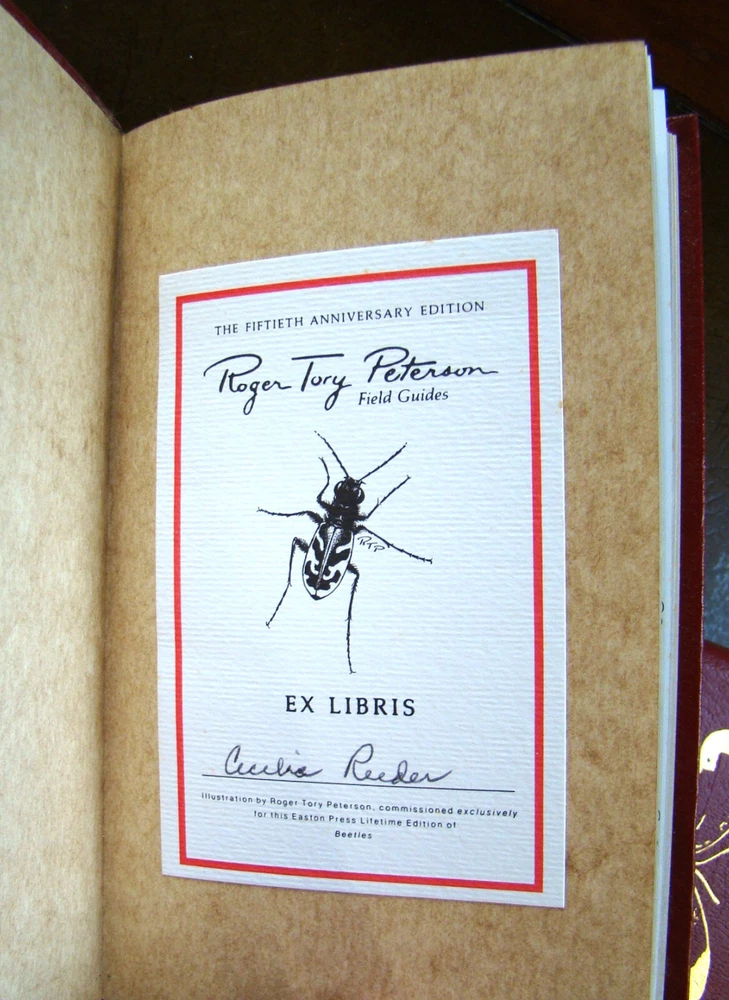 THE FIFTIETH ANNIVERSARY EDITION
Roger Tory Peterson
Field Guides
RTP
EX LIBRIS
Cecilia Reeder
Illustration by Roger Tory Peterson, commissioned exclusively
for this Easton Press Lifetime Edition of
Beetles